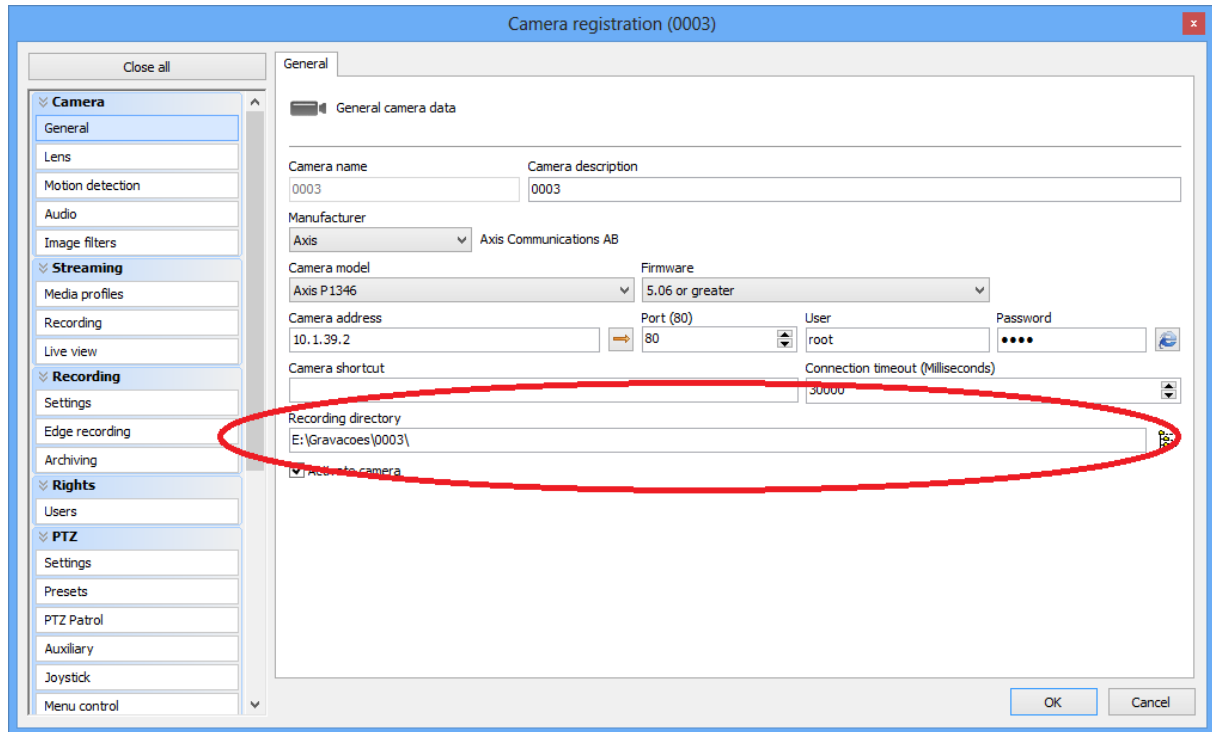 Camera registration (0003)
x
Close all
Camera
General
Lens
Motion detection
Audio
Image filters
Streaming
Media profiles
Recording
Live view
Recording
Settings
Edge recording
Archiving
Rights
Users
PTZ
Settings
Presets
PTZ Patrol
Auxiliary
Joystick
Menu control
General
General camera data
Camera name Camera description
0003 0003
Manufacturer
Axis Axis Communications AB
Camera model Firmware
Axis P1346 5.06 or greater
Camera address Port (80) User Password
10.1.39.2 80 root ••••
Camera shortcut Connection timeout (Milliseconds)
30000
Recording directory
E:\Gravacoes\0003\
Activate camera
OK Cancel